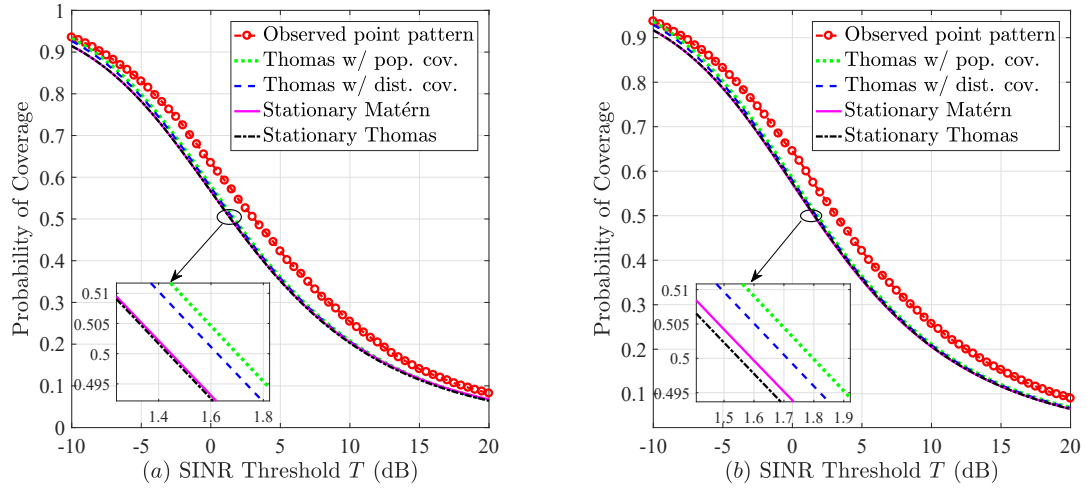 1
0.9
0.8
0.7
0.6
0.5
0.4
0.3
0.2
0.1
0
Probability of Coverage
Observed point pattern
Thomas w/ pop. cov.
Thomas w/ dist. cov.
Stationary Matérn
Stationary Thomas
0.51
0.505
0.5
0.495
1.4 1.6 1.8
-10 -5 0 5 10 15 20
(a) SINR Threshold T (dB)
0.9
0.8
0.7
0.6
0.5
0.4
0.3
0.2
0.1
Probability of Coverage
Observed point pattern
Thomas w/ pop. cov.
Thomas w/ dist. cov.
Stationary Matérn
Stationary Thomas
0.51
0.505
0.5
0.495
1.5 1.6 1.7 1.8 1.9
-10 -5 0 5 10 15 20
(b) SINR Threshold T (dB)